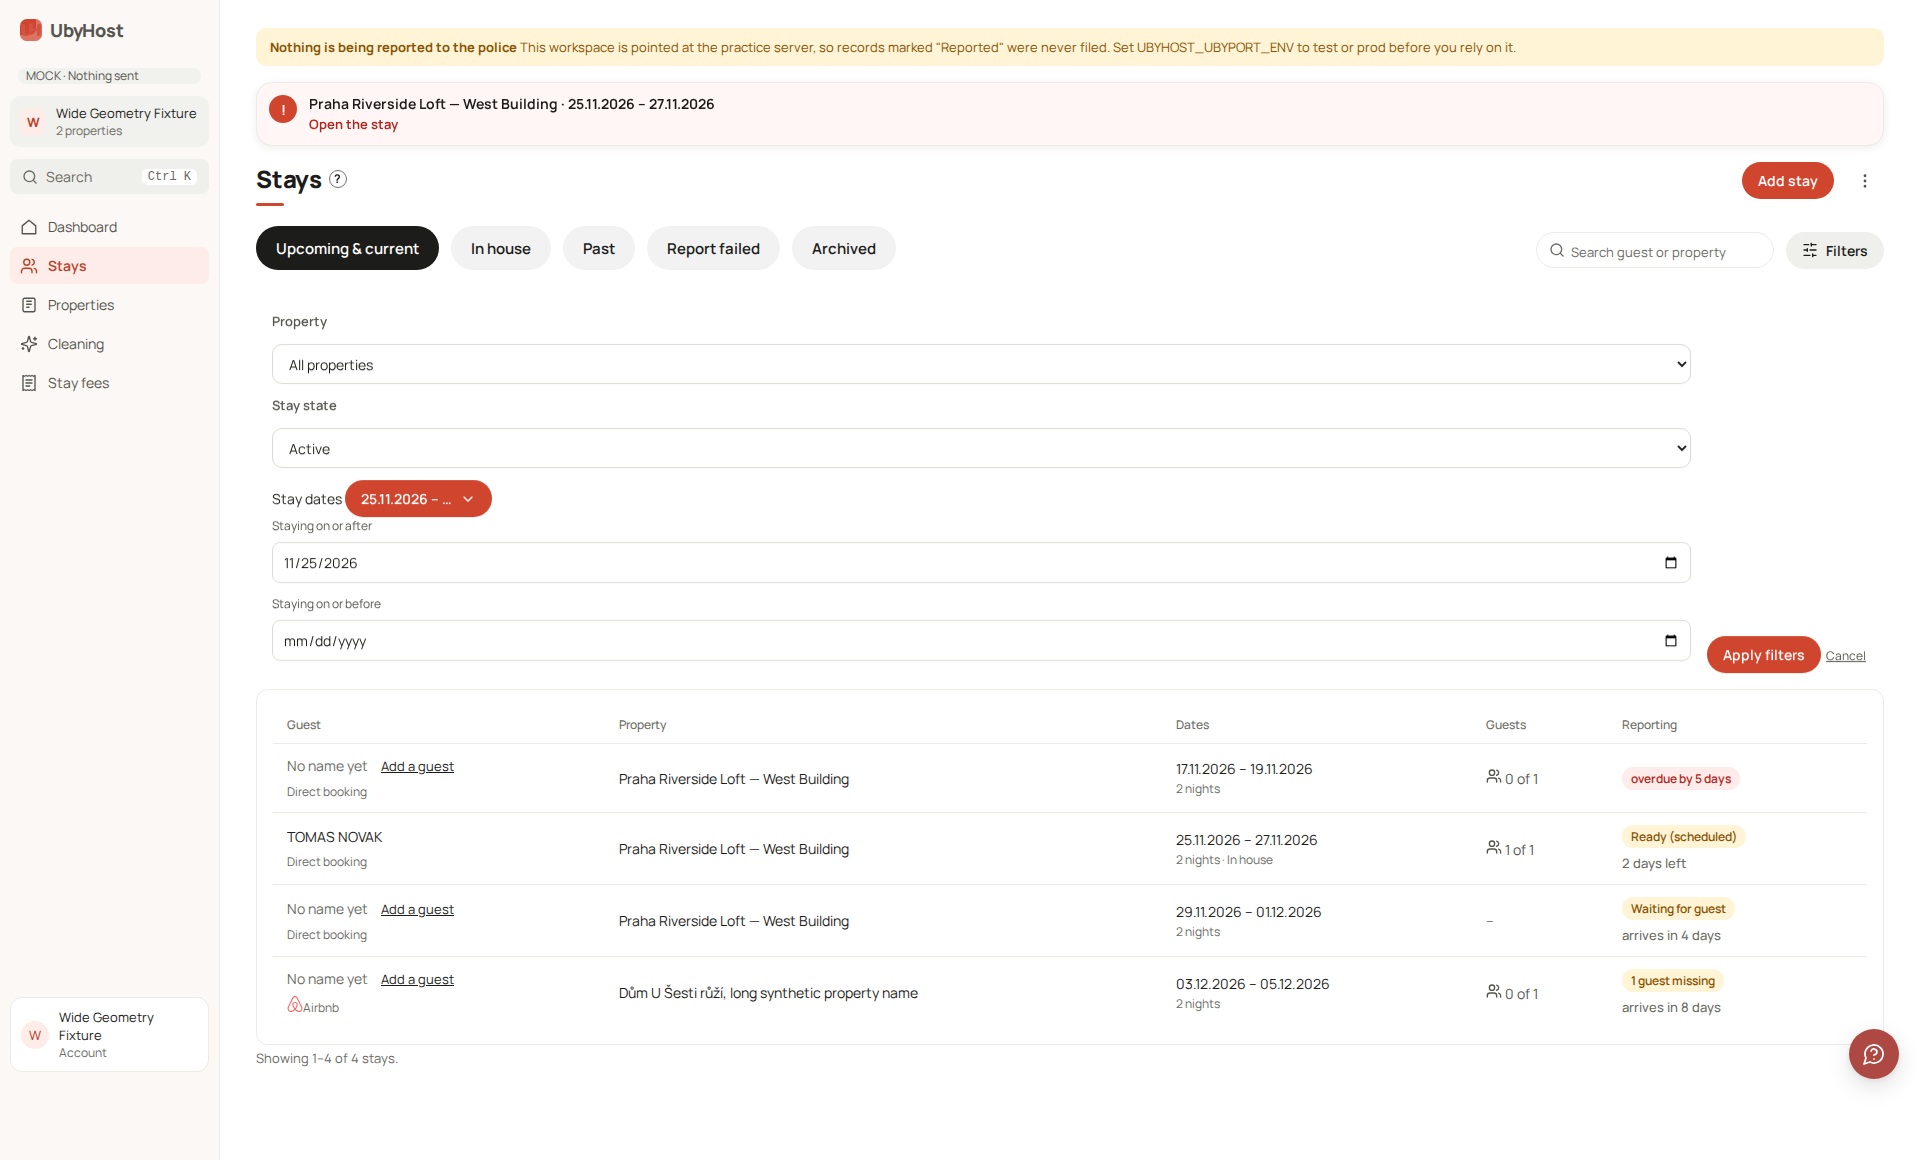 UbyHost
MOCK · Nothing sent
W
Wide Geometry Fixture
2 properties
Search
Ctrl K
Dashboard
Stays
Properties
Cleaning
Stay fees
W
Wide Geometry
Fixture
Account
Nothing is being reported to the police This workspace is pointed at the practice server, so records marked "Reported" were never filed. Set UBYHOST_UBYPORT_ENV to test or prod before you rely on it.
!
Praha Riverside Loft — West Building · 25.11.2026 – 27.11.2026
Open the stay
Stays ?
Add stay
Upcoming & current
In house
Past
Report failed
Archived
Search guest or property
Filters
Property
All properties
Stay state
Active
Stay dates 25.11.2026 – ...
Staying on or after
11/25/2026
Staying on or before
mm/dd/yyyy
Apply filters Cancel
Guest Property Dates Guests Reporting
No name yet Add a guest
Direct booking
Praha Riverside Loft — West Building
17.11.2026 – 19.11.2026
2 nights
0 of 1
overdue by 5 days
TOMAS NOVAK
Direct booking
Praha Riverside Loft — West Building
25.11.2026 – 27.11.2026
2 nights · In house
1 of 1
Ready (scheduled)
2 days left
No name yet Add a guest
Direct booking
Praha Riverside Loft — West Building
29.11.2026 – 01.12.2026
2 nights
–
Waiting for guest
arrives in 4 days
No name yet Add a guest
Airbnb
Dům U Šesti růží, long synthetic property name
03.12.2026 – 05.12.2026
2 nights
0 of 1
1 guest missing
arrives in 8 days
Showing 1–4 of 4 stays.